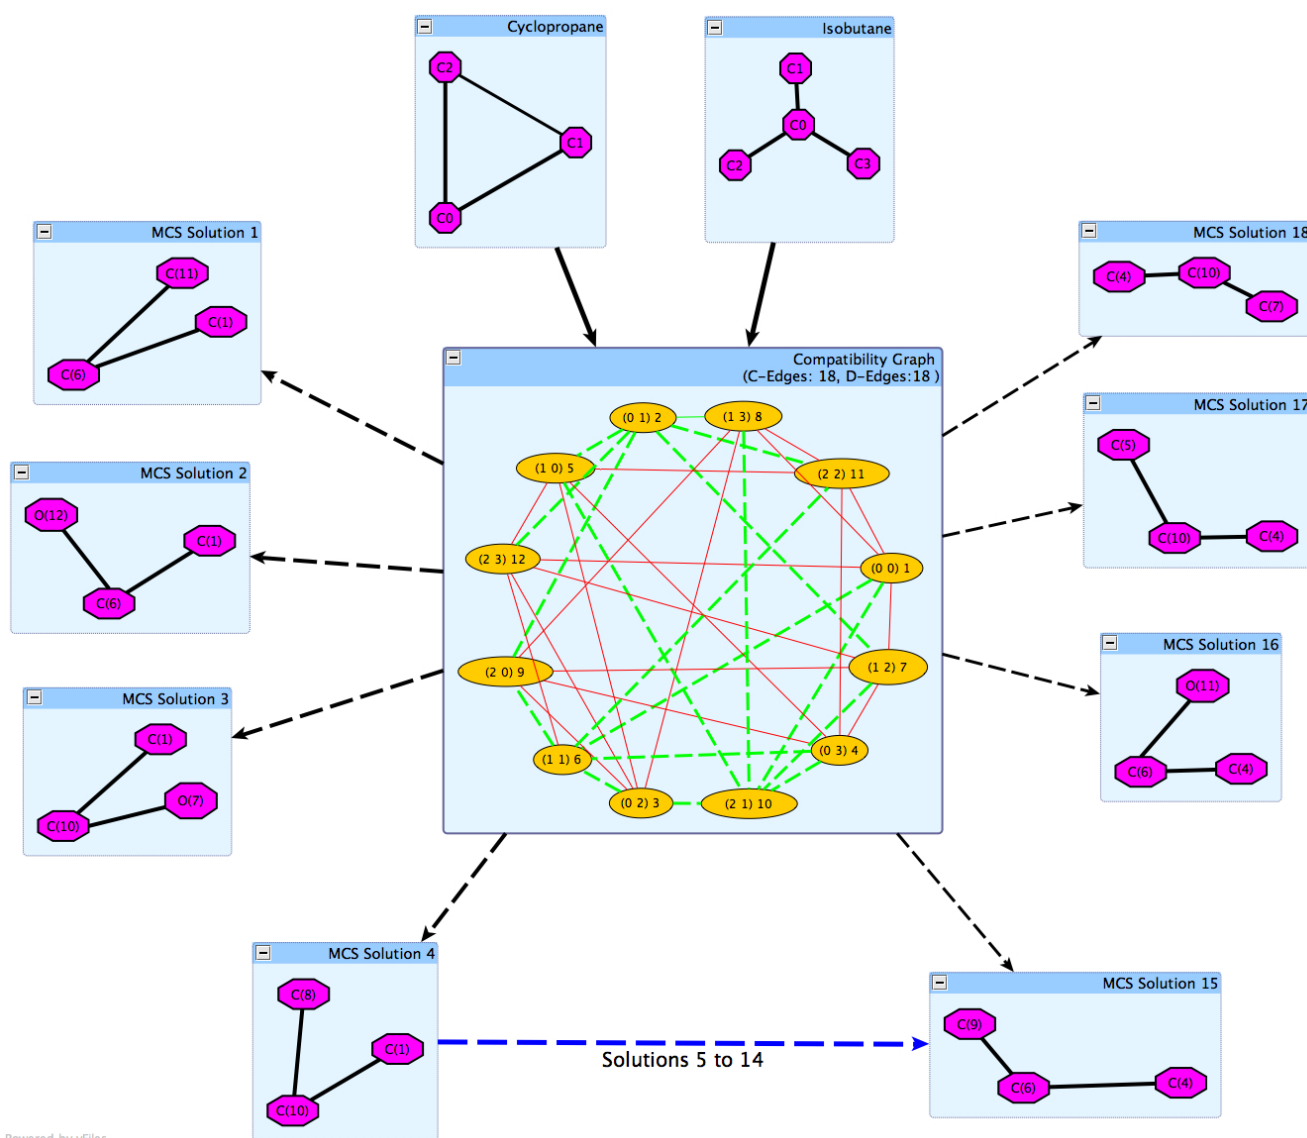 Cyclopropane
C2
C1
C0
Isobutane
C1
C0
C2
C3
MCS Solution 1
C(11)
C(1)
C(6)
MCS Solution 18
C(4)
C(10)
C(7)
Compatibility Graph
(C-Edges: 18, D-Edges:18 )
(0 1) 2
(1 3) 8
(1 0) 5
(2 2) 11
(2 3) 12
(0 0) 1
(2 0) 9
(1 2) 7
(1 1) 6
(0 3) 4
(0 2) 3
(2 1) 10
MCS Solution 2
O(12)
C(1)
C(6)
MCS Solution 17
C(5)
C(10)
C(4)
MCS Solution 3
C(1)
O(7)
C(10)
MCS Solution 16
O(11)
C(6)
C(4)
MCS Solution 4
C(8)
C(1)
C(10)
Solutions 5 to 14
MCS Solution 15
C(9)
C(6)
C(4)
Powered by yFiles